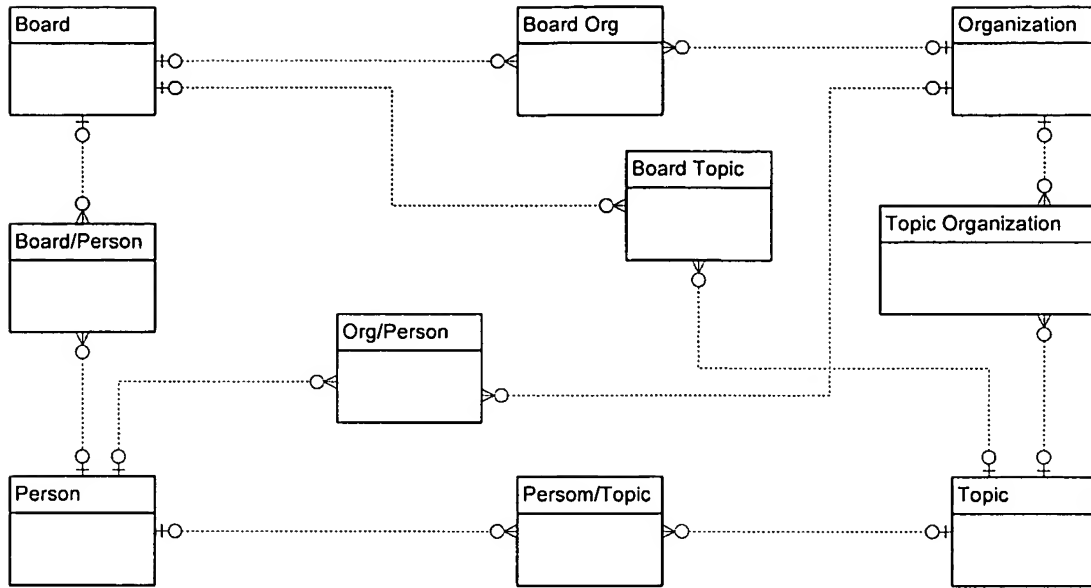 Board
Board Org
Organization
Board Topic
Topic Organization
Board/Person
Org/Person
Person
Persom/Topic
Topic